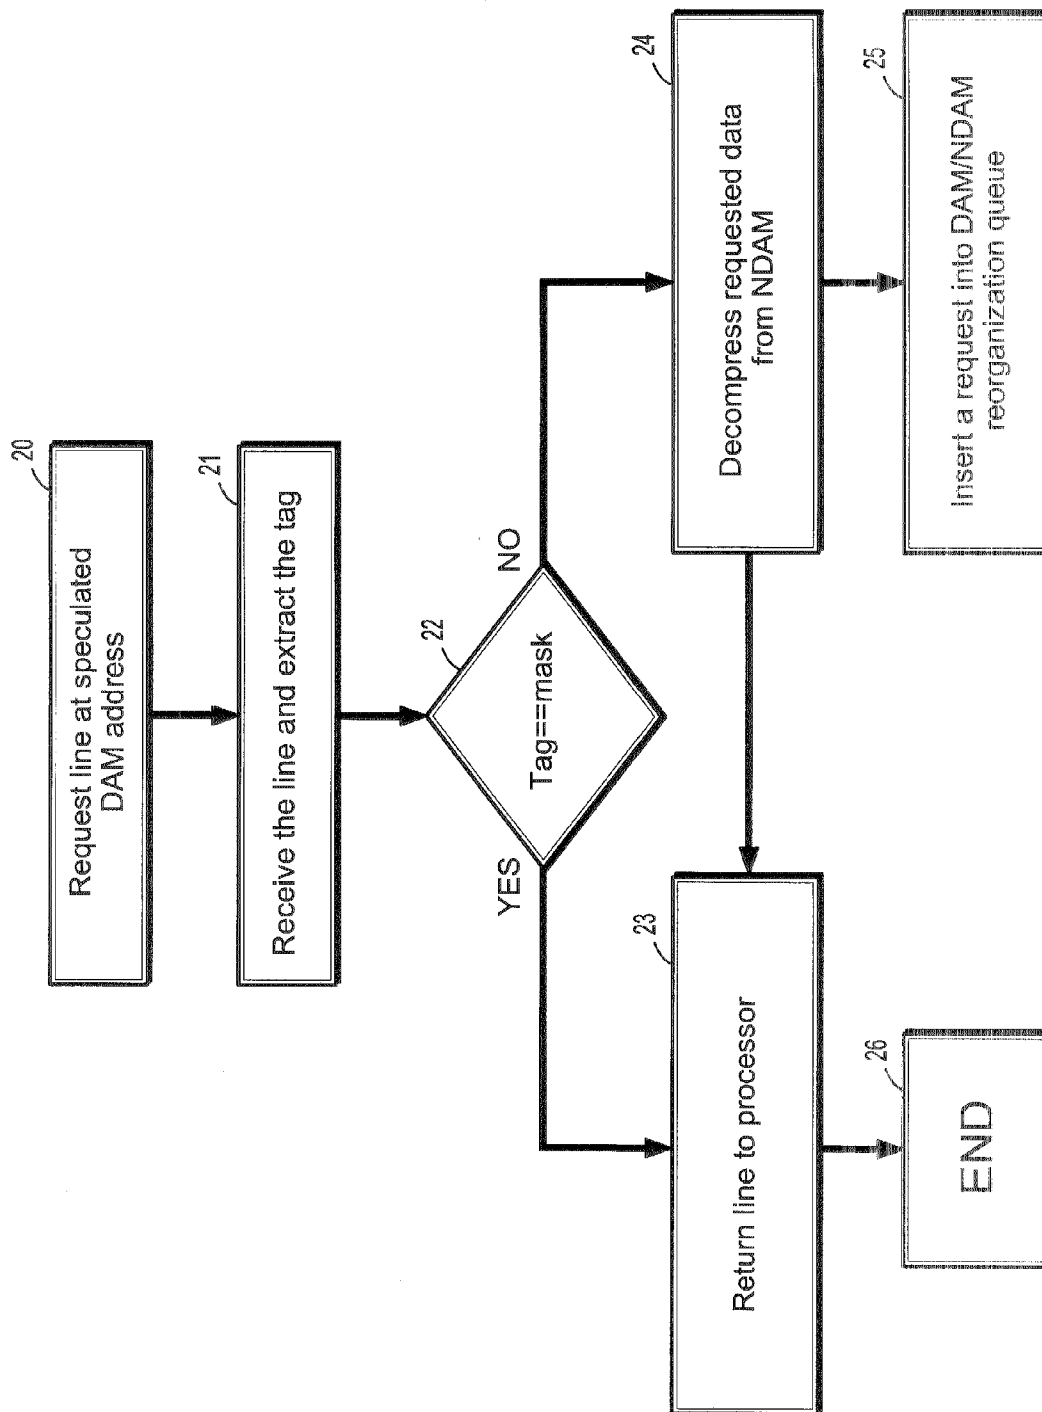 20
Request line at speculated
DAM address
21
Receive the line and extract the tag
22
Tag==mask
YES
NO
23
Return line to processor
24
Decompress requested data
from NDAM
26
END
25
Insert a request into DAM/NDAM
reorganization queue